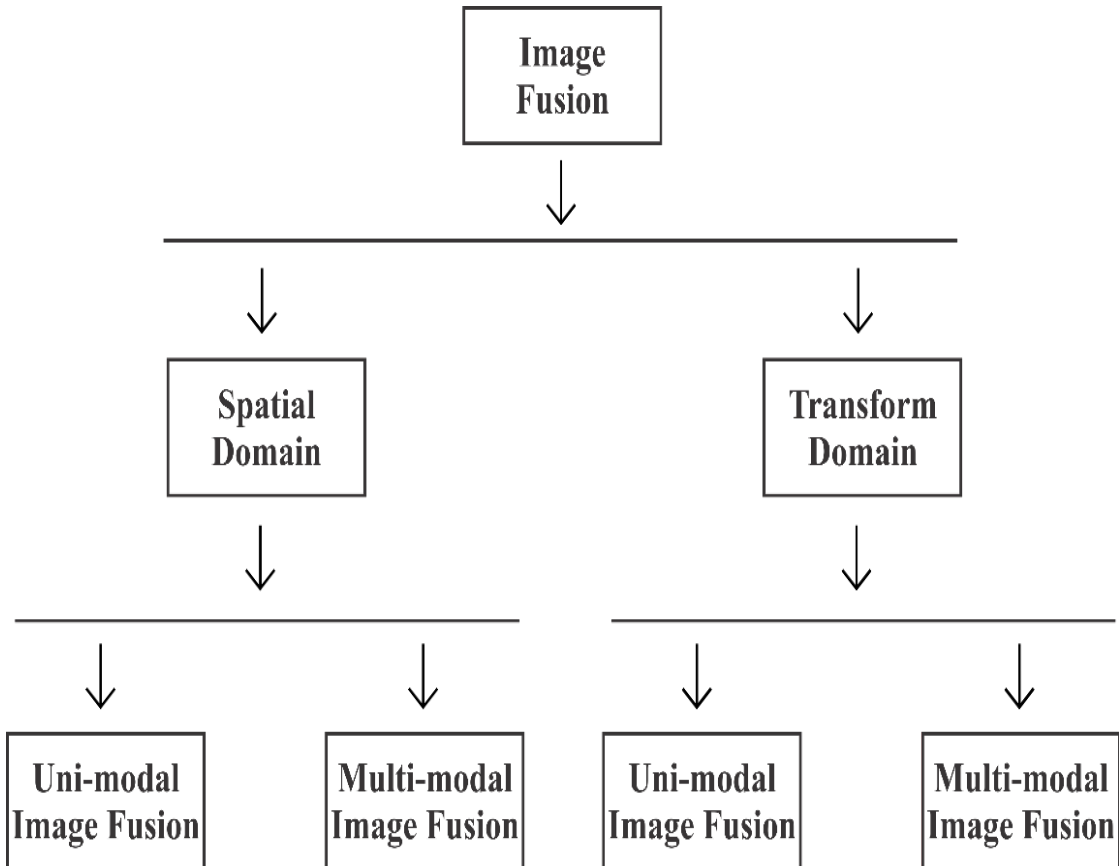 Image
Fusion
Spatial
Domain
Transform
Domain
Uni-modal
Image Fusion
Multi-modal
Image Fusion
Uni-modal
Image Fusion
Multi-modal
Image Fusion